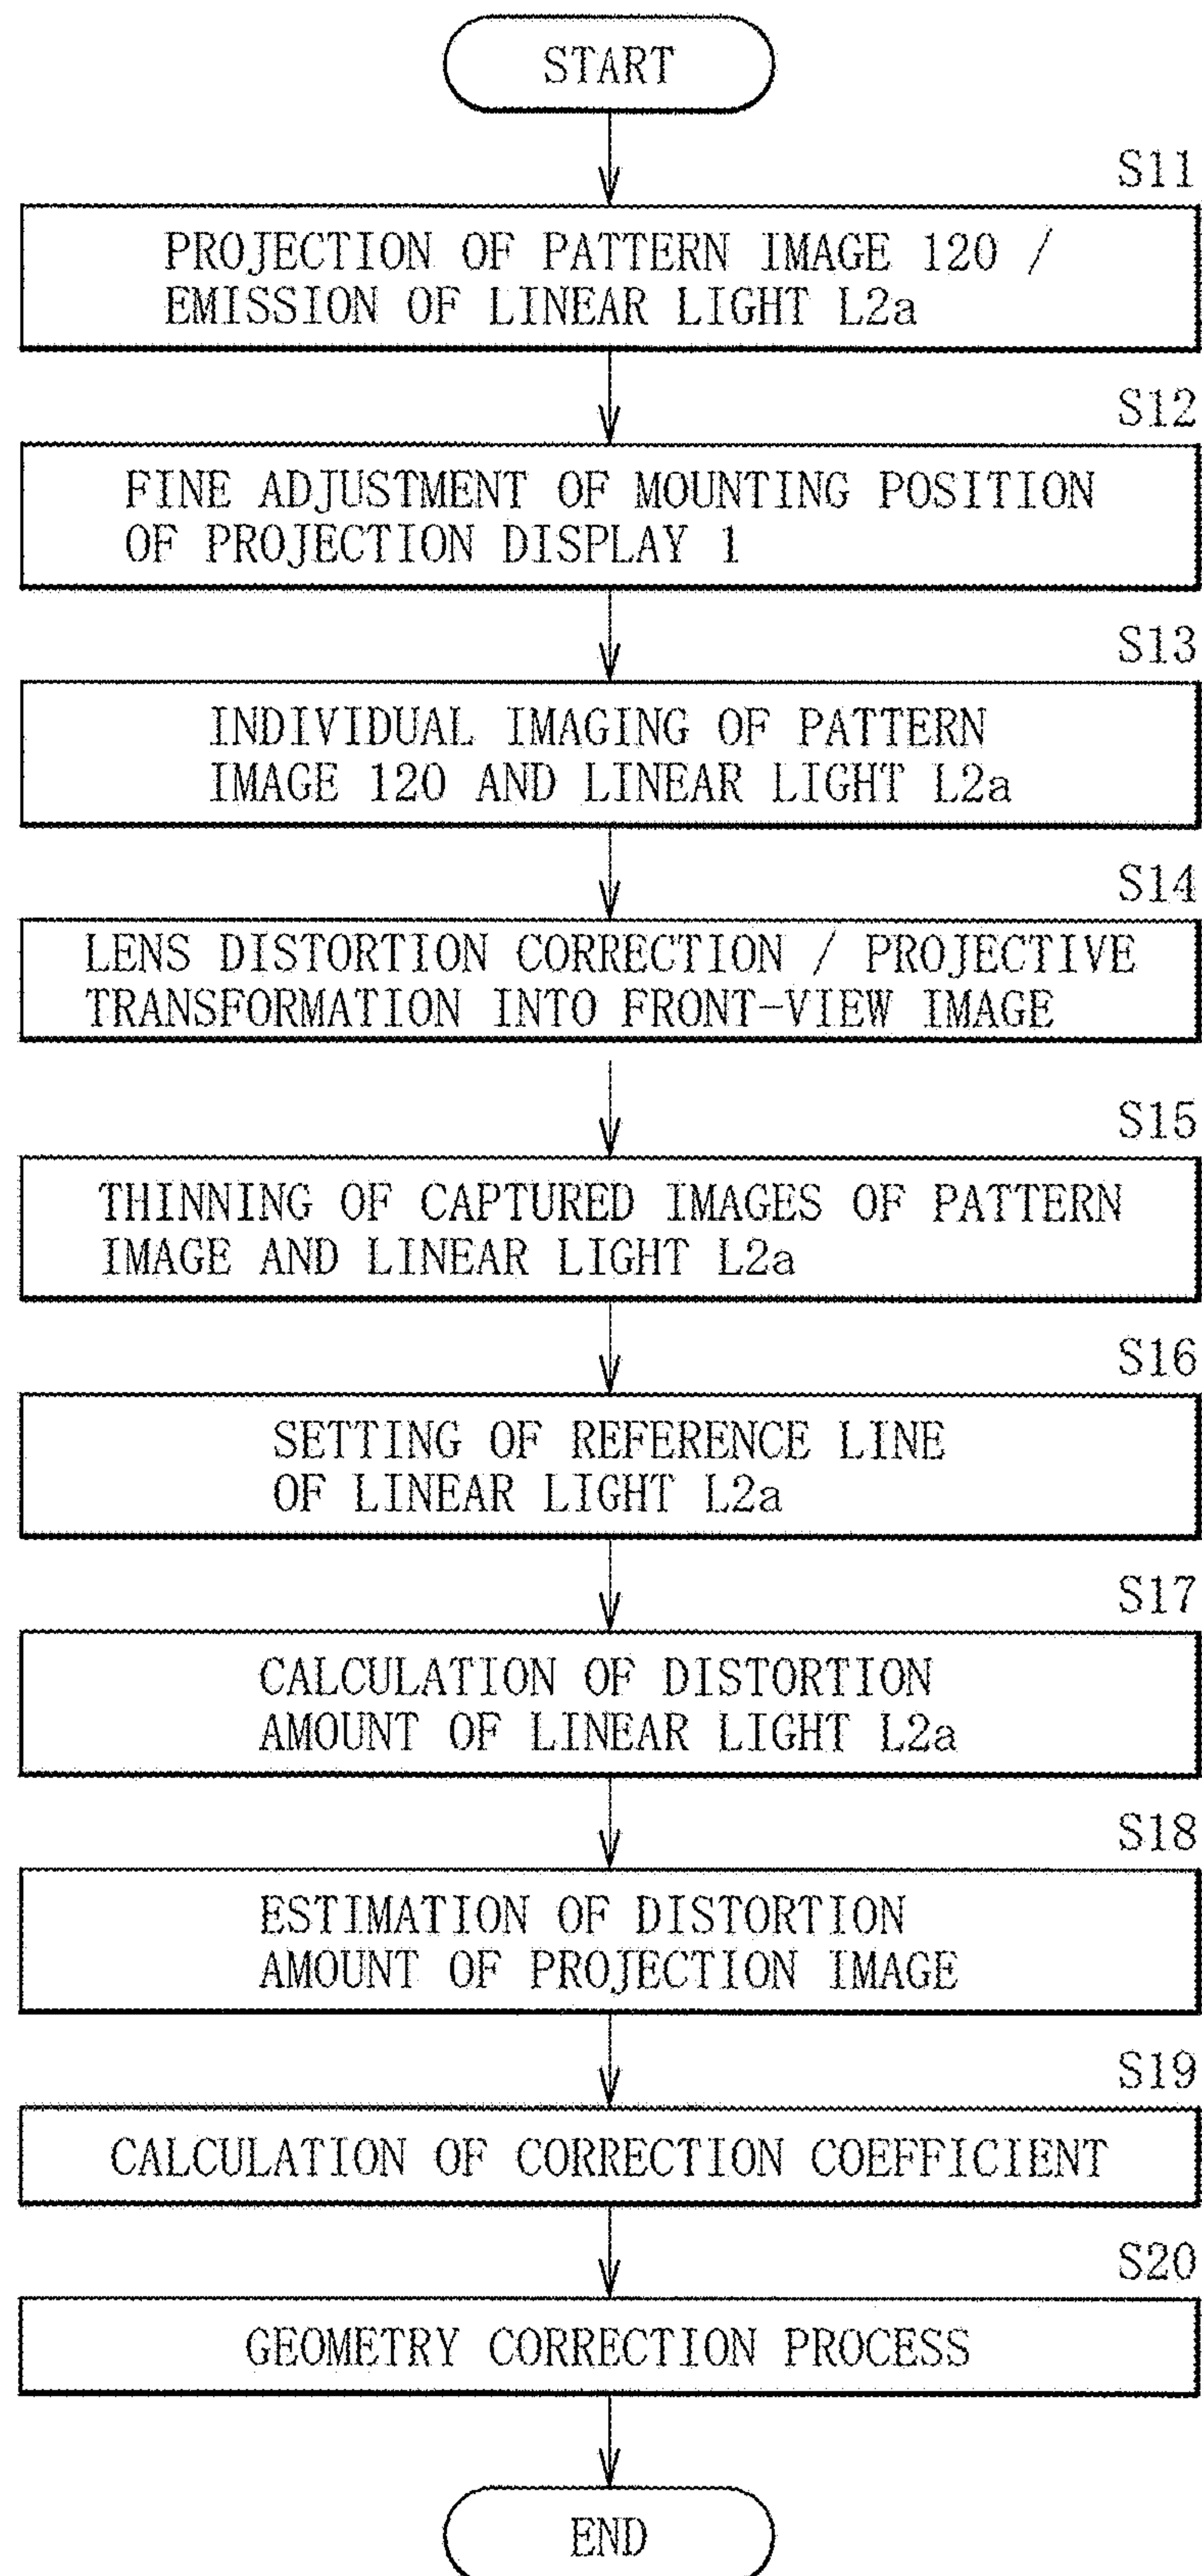 START
S11
PROJECTION OF PATTERN IMAGE 120 /
EMISSION OF LINEAR LIGHT L2a
S12
FINE ADJUSTMENT OF MOUNTING POSITION
OF PROJECTION DISPLAY 1
S13
INDIVIDUAL IMAGING OF PATTERN
IMAGE 120 AND LINEAR LIGHT L2a
S14
LENS DISTORTION CORRECTION / PROJECTIVE
TRANSFORMATION INTO FRONT-VIEW IMAGE
S15
THINNING OF CAPTURED IMAGES OF PATTERN
IMAGE AND LINEAR LIGHT L2a
S16
SETTING OF REFERENCE LINE
OF LINEAR LIGHT L2a
S17
CALCULATION OF DISTORTION
AMOUNT OF LINEAR LIGHT L2a
S18
ESTIMATION OF DISTORTION
AMOUNT OF PROJECTION IMAGE
S19
CALCULATION OF CORRECTION COEFFICIENT
S20
GEOMETRY CORRECTION PROCESS
END